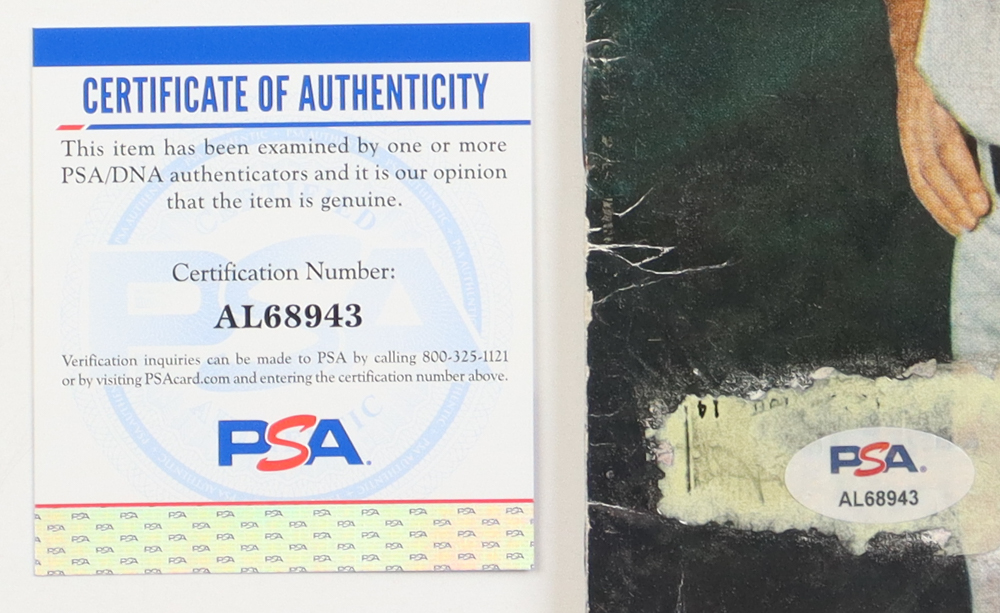 CERTIFICATE OF AUTHENTICITY
This item has been examined by one or more
PSA/DNA authenticators and it is our opinion
that the item is genuine.
Certification Number:
AL68943
Verification inquiries can be made to PSA by calling 800-325-1121
or by visiting PSAcard.com and entering the certification number above.
PSA.
PSA.
AL68943